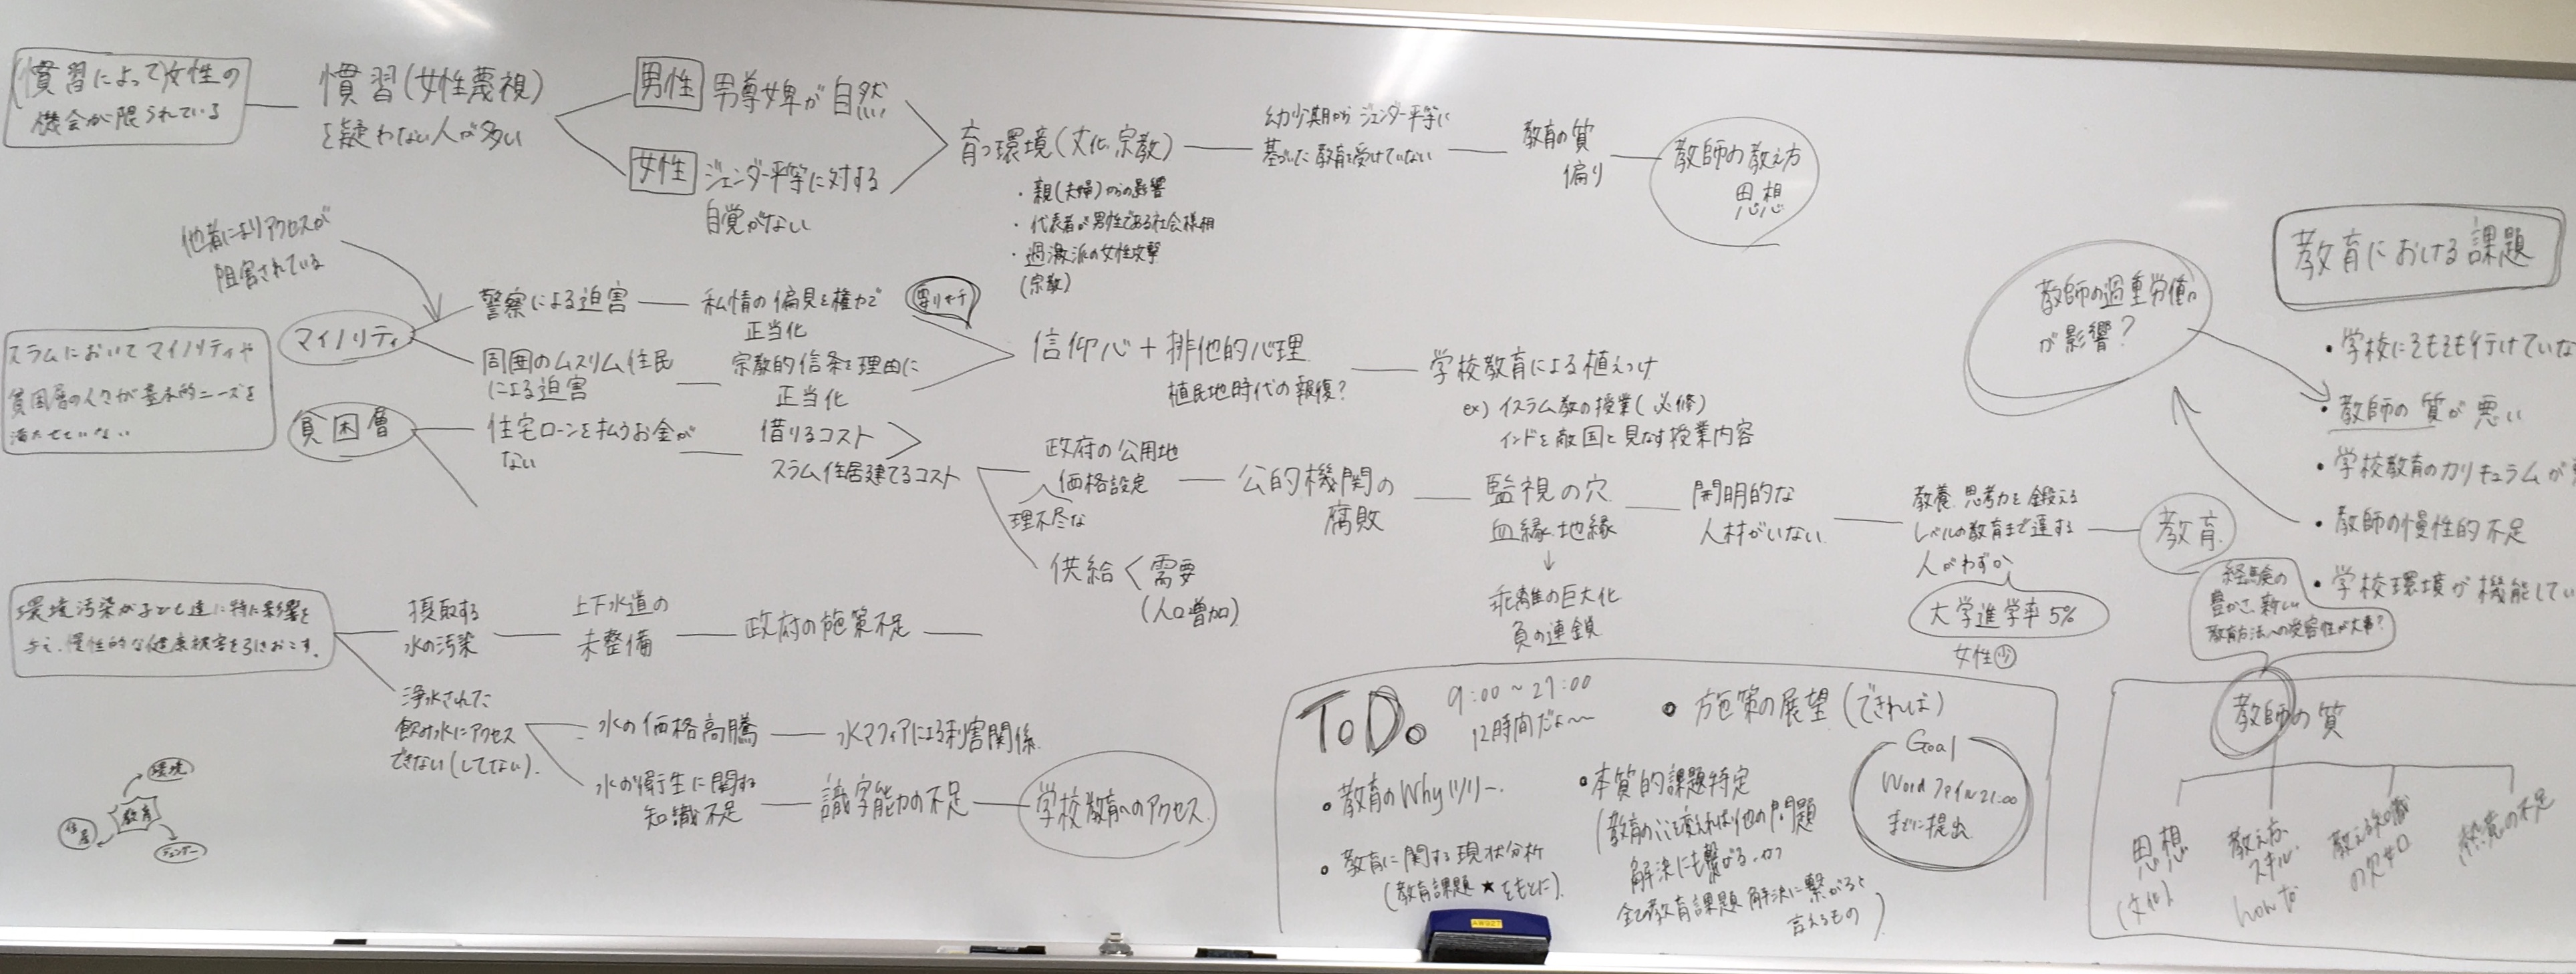 (慣習によって)女性の
機会が限られている
慣習(女性蔑視)
を疑わない人が多い
男性 男尊女卑が自然
女性 ジェンダー平等に対する
自覚がない
育つ環境(文化、宗教)
・親(夫婦)からの影響
・代表者が男性である社会様相
・過激派の女性攻撃
(宗教)
幼少期からジェンダー平等に
基づいた教育を受けていない
教育の質
偏り
教師の教え方
思想
他者によりアクセスが
阻害されている
スラムにおいてマイノリティや
貧困層の人々が基本的ニーズを
満たせていない
マイノリティ
警察による迫害
私情の偏見を権力で
正当化
要リサーチ
周囲のムスリム住民
による迫害
宗教的信条を理由に
正当化
信仰心+排他的心理
植民地時代の報復?
学校教育による植えつけ
ex) イスラム教の授業(必修)
インドを敵国と見なす授業内容
貧困層
住宅ローンを払うお金が
ない
借りるコスト
スラム住居建てるコスト
政府の公用地
価格設定
理不尽な
供給<需要
(人口増加)
公的機関の
腐敗
監視の穴
血縁、地縁
↓
乖離の巨大化
負の連鎖
開明的な
人材がいない
教養、思考力を鍛える
レベルの教育まで達する
人がわずか
大学進学率5%
女性少
教育
環境汚染が子ども達に特に影響を
与え、慢性的な健康被害を引きおこす。
摂取する
水の汚染
上下水道の
未整備
政府の施策不足
浄水された
飲み水にアクセス
できない(してない).
水の価格高騰
水マフィアによる利害関係
水の衛生に関する
知識不足
識字能力の不足
学校教育へのアクセス
環境
教育
ジェンダー
教育における課題
・学校にそもそも行けていな
・教師の質が悪い
・学校教育のカリキュラムが
・教師の慢性的不足
・学校環境が機能してい
教師の過重労働
が影響?
経験の
豊かさ、新しい
教育方法への受容性が大事?
教師の質
思想
(文化)
教え方
スキル
how to
教える知識
の欠如
熱意の不足
ToDo
9:00~21:00
12時間だよ~
・教育のWhyツリー
・教育に関する現状分析
(教育課題★をもとに).
・施策の展望(できれば)
・本質的課題特定
(教育のここを変えれば他の問題
解決にも繋がる、かつ
全ての教育課題解決に繋がると
言えるもの)
Goal
Wordファイル21:00
までに提出